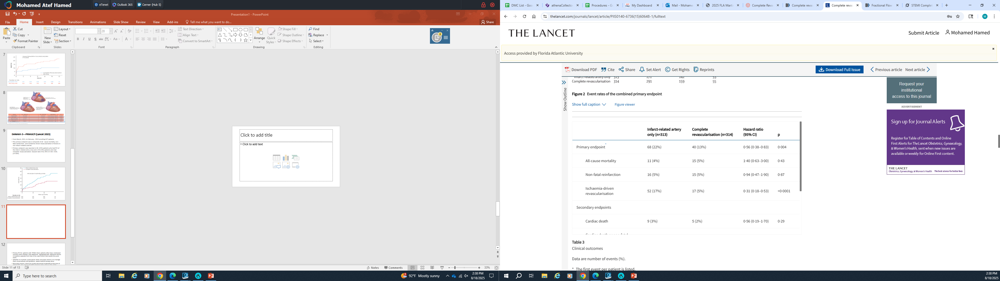 Mohamed Atef Hamed
eTenet
Outlook 365
Cerner (Hub 5)
Presentation1 - PowerPoint
File Home Insert Design Transitions Animations Slide Show Review View Add-ins Tell me what you want to do...
Share
Paste
Cut
Copy
Format Painter
Clipboard
New Slide
Layout
Reset
Section
Slides
28
Font
Text Direction
Align Text
Convert to SmartArt
Paragraph
Arrange
Quick Styles
Shape Fill
Shape Outline
Shape Effects
Drawing
Find
Replace
Select
Editing
7
8
9
DANAMI-3—PRIMULTI (Lancet 2015)
10
11
12
Click to add title
• Click to add text
Slide 11 of 13
Notes
Comments
33%
Type here to search
92°F Mostly sunny
2:38 PM
8/18/2025
DMC List - Goo
athenaCollector
Procedures - G
My Dashboard
Mail - Mohame
2025 FLA Marti
Complete Reva
Complete revas
Complete revas
Fractional Flow
STEMI Complet
thelancet.com/journals/lancet/article/PIIS0140-6736(15)60648-1/fulltext
THE LANCET
Submit Article
Mohamed Hamed
Access provided by Florida Atlantic University
Download PDF
Cite
Share
Set Alert
Get Rights
Reprints
Download Full Issue
Previous article
Next article
Show Outline
Infarct-related artery only 313 271 142 53
Complete revascularisation 314 291 159 55
Figure 2 Event rates of the combined primary endpoint
Show full caption
Figure viewer
Infarct-related artery only (n=313) Complete revascularisation (n=314) Hazard ratio (95% CI) p
Primary endpoint* 68 (22%) 40 (13%) 0·56 (0·38–0·83) 0·004
All-cause mortality 11 (4%) 15 (5%) 1·40 (0·63–3·00) 0·43
Non-fatal reinfarction 16 (5%) 15 (5%) 0·94 (0·47–1·90) 0·87
Ischaemia-driven revascularisation 52 (17%) 17 (5%) 0·31 (0·18–0·53) <0·0001
Secondary endpoints
Cardiac death 9 (3%) 5 (2%) 0·56 (0·19–1·70) 0·29
Table 3
Clinical outcomes
Data are number of events (%).
* The first event per patient is listed.
Request your
institutional
access to this journal
ADVERTISEMENT
Sign up for Journal Alerts
Register for Table of Contents and Online
First Alerts for The Lancet Obstetrics, Gynaecology,
& Women's Health, sent when new issues are
available or weekly for Online First content.
THE LANCET
Obstetrics, Gynaecology, & Women's Health
The best science for better lives
2:38 PM
8/18/2025